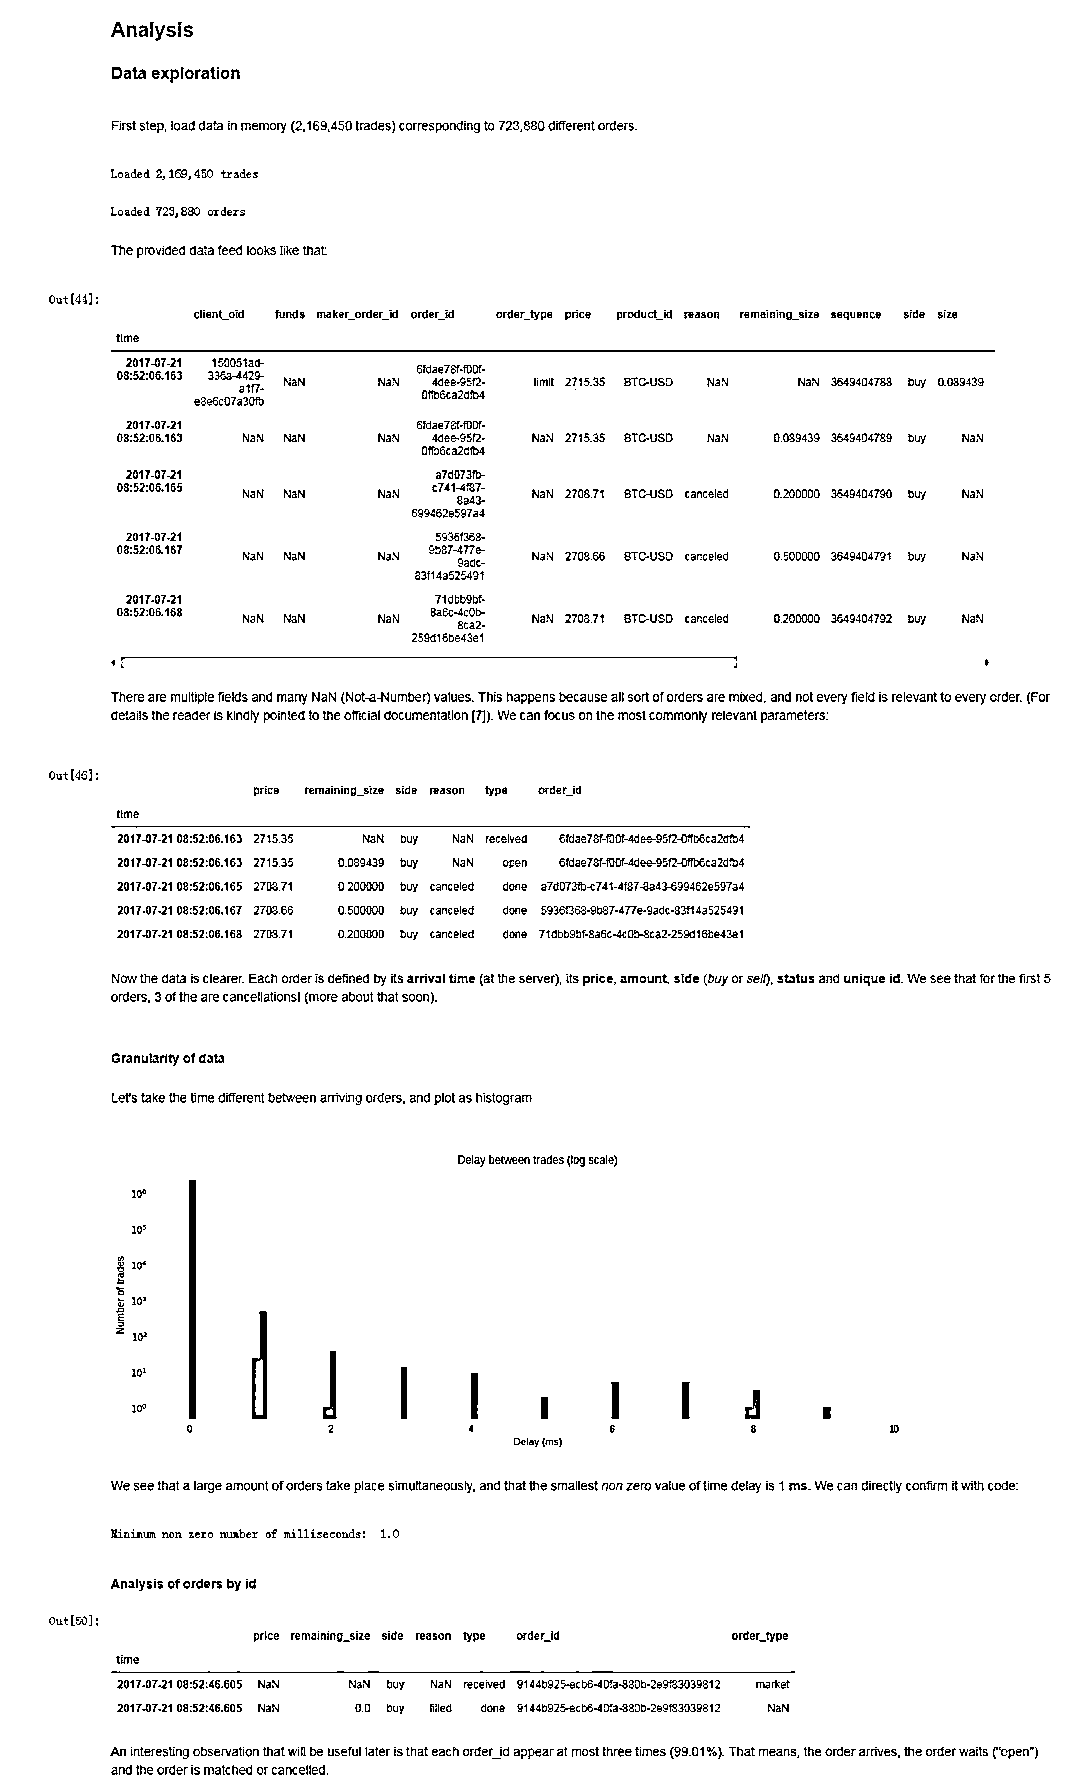 Analysis
Data exploration
First step, load data in memory (2,169,450 trades) corresponding to 723,880 different orders.
Loaded 2,169,450 trades
Loaded 723,880 orders
The provided data feed looks like that:
Out[44]:
client_oid funds maker_order_id order_id order_type price product_id reason remaining_size sequence side size
time
2017-07-21 08:52:06.163 150051ad-336a-4429-a1f7-e8e6c07a30fb NaN NaN 6fdae78f-f00f-4dee-95f2-0ffb6ca2dfb4 limit 2715.35 BTC-USD NaN NaN 3649404788 buy 0.089439
2017-07-21 08:52:06.163 NaN NaN NaN 6fdae78f-f00f-4dee-95f2-0ffb6ca2dfb4 NaN 2715.35 BTC-USD NaN 0.089439 3649404789 buy NaN
2017-07-21 08:52:06.165 NaN NaN NaN a7d073fb-c741-4f87-8a43-699462e597a4 NaN 2708.71 BTC-USD canceled 0.200000 3649404790 buy NaN
2017-07-21 08:52:06.167 NaN NaN NaN 5936f368-9b87-477e-9adc-83f14a525491 NaN 2708.66 BTC-USD canceled 0.500000 3649404791 buy NaN
2017-07-21 08:52:06.168 NaN NaN NaN 71dbb9bf-8a6c-4c0b-8ca2-259d16be43e1 NaN 2708.71 BTC-USD canceled 0.200000 3649404792 buy NaN
There are multiple fields and many NaN (Not-a-Number) values. This happens because all sort of orders are mixed, and not every field is relevant to every order. (For
details the reader is kindly pointed to the official documentation [7]). We can focus on the most commonly relevant parameters:
Out[46]:
price remaining_size side reason type order_id
time
2017-07-21 08:52:06.163 2715.35 NaN buy NaN received 6fdae78f-f00f-4dee-95f2-0ffb6ca2dfb4
2017-07-21 08:52:06.163 2715.35 0.089439 buy NaN open 6fdae78f-f00f-4dee-95f2-0ffb6ca2dfb4
2017-07-21 08:52:06.165 2708.71 0.200000 buy canceled done a7d073fb-c741-4f87-8a43-699462e597a4
2017-07-21 08:52:06.167 2708.66 0.500000 buy canceled done 5936f368-9b87-477e-9adc-83f14a525491
2017-07-21 08:52:06.168 2708.71 0.200000 buy canceled done 71dbb9bf-8a6c-4c0b-8ca2-259d16be43e1
Now the data is clearer. Each order is defined by its arrival time (at the server), its price, amount, side (buy or sell), status and unique id. We see that for the first 5
orders, 3 of the are cancellations! (more about that soon).
Granularity of data
Let's take the time different between arriving orders, and plot as histogram
Delay between trades (log scale)
Number of trades
10⁶
10⁵
10⁴
10³
10²
10¹
10⁰
0 2 4 6 8 10
Delay (ms)
We see that a large amount of orders take place simultaneously, and that the smallest non zero value of time delay is 1 ms. We can directly confirm it with code:
Minimum non zero number of milliseconds: 1.0
Analysis of orders by id
Out[50]:
price remaining_size side reason type order_id order_type
time
2017-07-21 08:52:46.605 NaN NaN buy NaN received 9144b925-ecb6-40fa-880b-2e9f83039812 market
2017-07-21 08:52:46.605 NaN 0.0 buy filled done 9144b925-ecb6-40fa-880b-2e9f83039812 NaN
An interesting observation that will be useful later is that each order_id appear at most three times (99.01%). That means, the order arrives, the order waits ("open")
and the order is matched or cancelled.